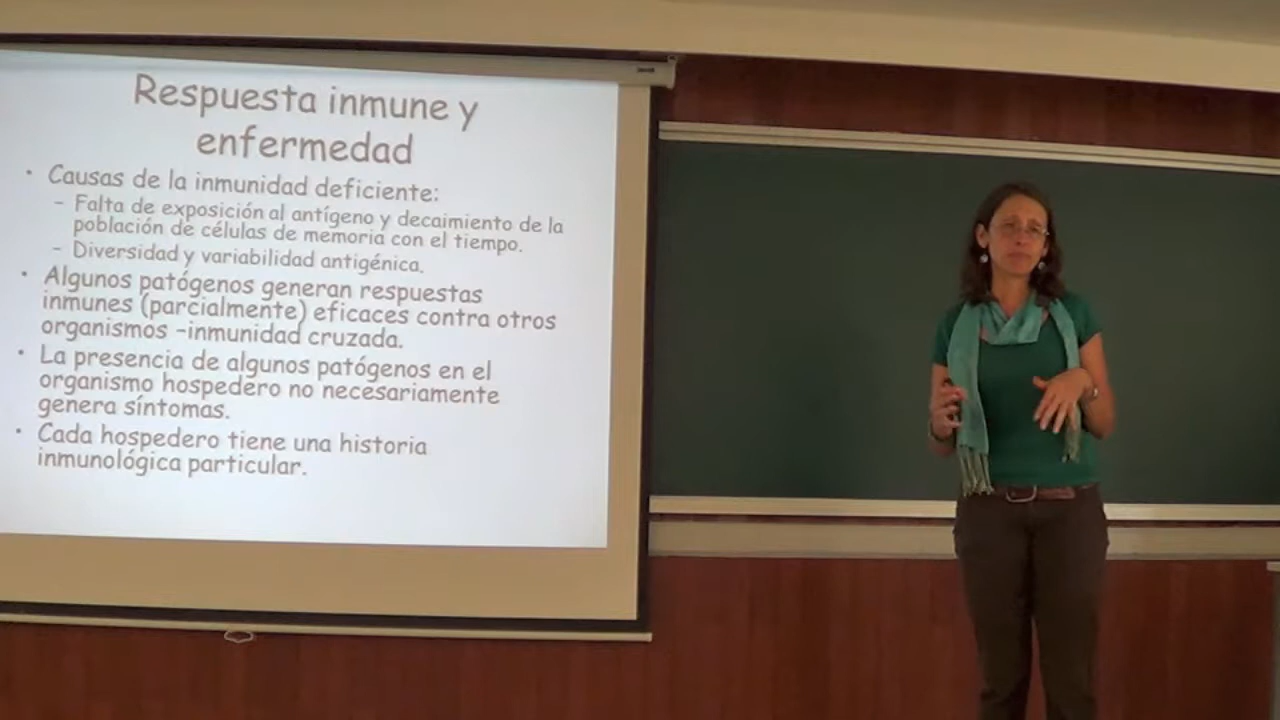 Respuesta inmune y
enfermedad
• Causas de la inmunidad deficiente:
– Falta de exposición al antígeno y decaimiento de la
población de células de memoria con el tiempo.
– Diversidad y variabilidad antigénica.
• Algunos patógenos generan respuestas
inmunes (parcialmente) eficaces contra otros
organismos –inmunidad cruzada.
• La presencia de algunos patógenos en el
organismo hospedero no necesariamente
genera síntomas.
• Cada hospedero tiene una historia
inmunológica particular.